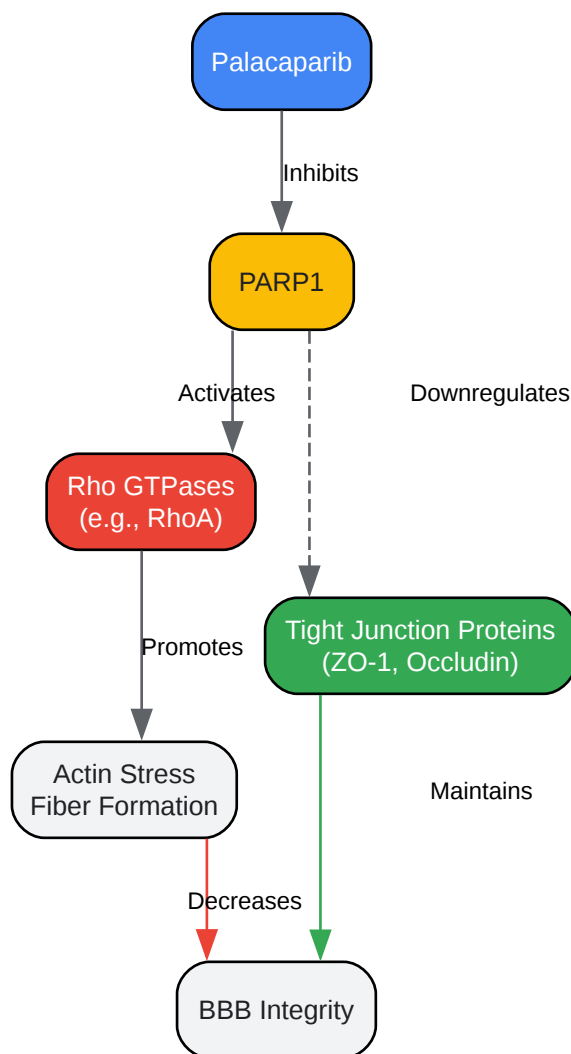 Palacaparib
Inhibits
PARP1
Activates
Downregulates
Rho GTPases
(e.g., RhoA)
Tight Junction Proteins
(ZO-1, Occludin)
Promotes
Actin Stress
Fiber Formation
Maintains
Decreases
BBB Integrity